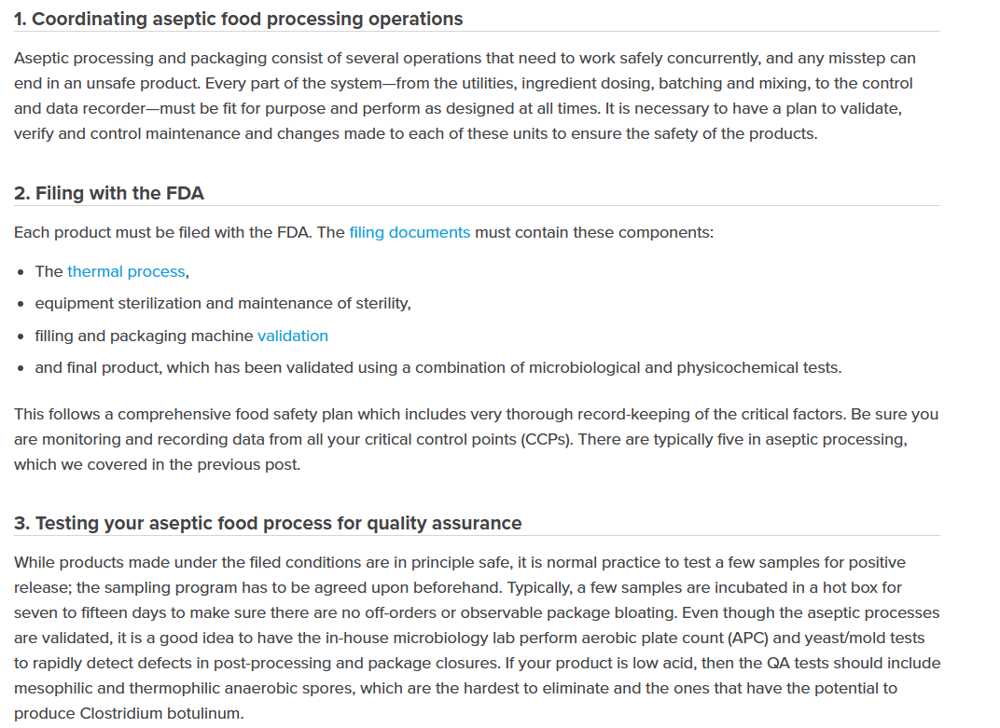 1. Coordinating aseptic food processing operations
Aseptic processing and packaging consist of several operations that need to work safely concurrently, and any misstep can
end in an unsafe product. Every part of the system—from the utilities, ingredient dosing, batching and mixing, to the control
and data recorder—must be fit for purpose and perform as designed at all times. It is necessary to have a plan to validate,
verify and control maintenance and changes made to each of these units to ensure the safety of the products.
2. Filing with the FDA
Each product must be filed with the FDA. The filing documents must contain these components:
• The thermal process,
• equipment sterilization and maintenance of sterility,
• filling and packaging machine validation
• and final product, which has been validated using a combination of microbiological and physicochemical tests.
This follows a comprehensive food safety plan which includes very thorough record-keeping of the critical factors. Be sure you
are monitoring and recording data from all your critical control points (CCPs). There are typically five in aseptic processing,
which we covered in the previous post.
3. Testing your aseptic food process for quality assurance
While products made under the filed conditions are in principle safe, it is normal practice to test a few samples for positive
release; the sampling program has to be agreed upon beforehand. Typically, a few samples are incubated in a hot box for
seven to fifteen days to make sure there are no off-orders or observable package bloating. Even though the aseptic processes
are validated, it is a good idea to have the in-house microbiology lab perform aerobic plate count (APC) and yeast/mold tests
to rapidly detect defects in post-processing and package closures. If your product is low acid, then the QA tests should include
mesophilic and thermophilic anaerobic spores, which are the hardest to eliminate and the ones that have the potential to
produce Clostridium botulinum.